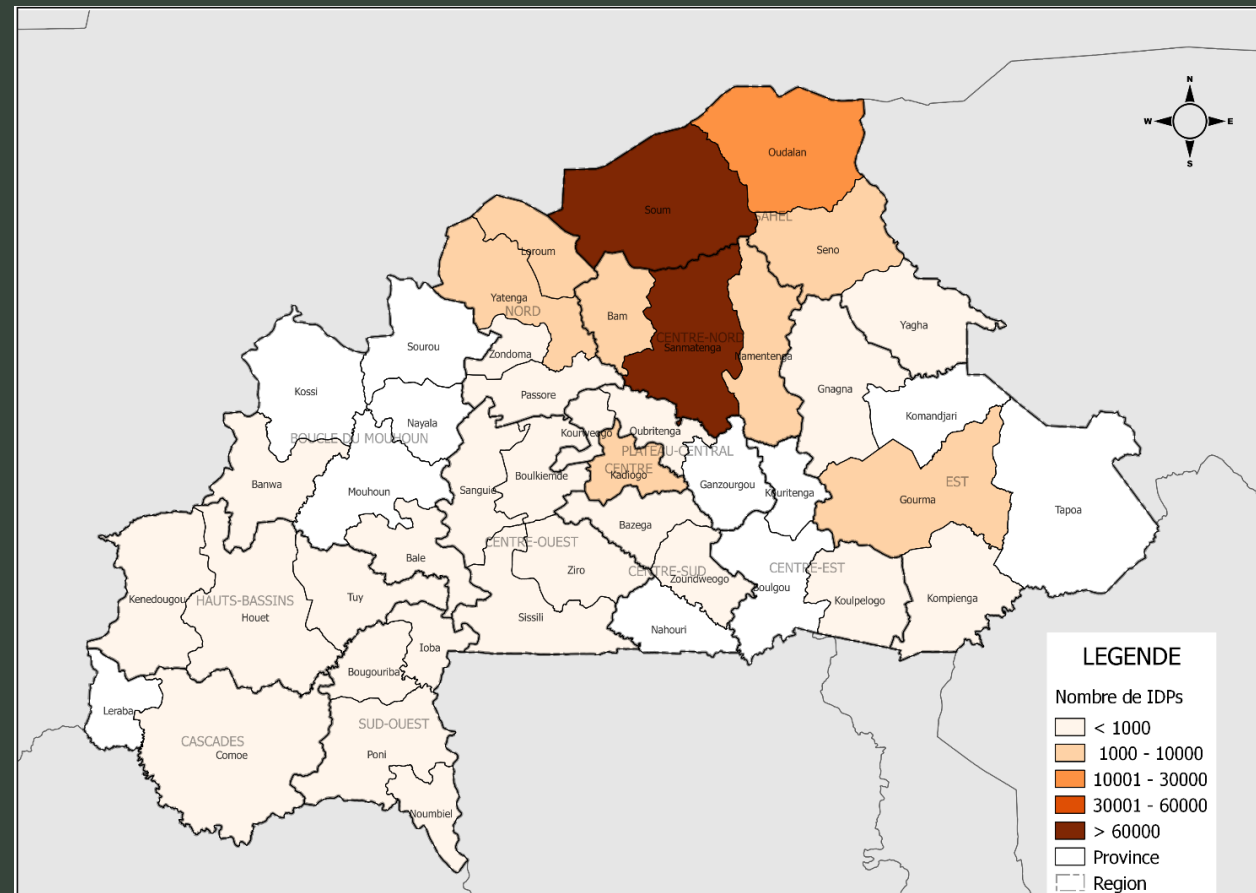 N
W E
S
Oudalan
Soum
SAHEL
Seno
Loroum
Yatenga
NORD
Bam
CENTRE-NORD
Sanmatenga
Namentenga
Yagha
Sourou
Zondoma
Gnagna
Kossi
Passore
Komandjari
Nayala
BOUCLE DU MOUHOUN
Kourweogo
Oubritenga
PLATEAU-CENTRAL
CENTRE
Kadiogo
Boulkiemde
Banwa
Mouhoun
Sanguie
Ganzourgou
Kouritenga
EST
Gourma
Tapoa
Bazega
CENTRE-OUEST
Bale
Ziro
CENTRE-SUD
Zoundweogo
CENTRE-EST
Boulgou
Kenedougou
HAUTS-BASSINS
Houet
Tuy
Koulpelogo
Kompienga
Sissili
Nahouri
Ioba
Bougouriba
Leraba
SUD-OUEST
CASCADES
Comoe
Poni
Noumbiel
LEGENDE
Nombre de IDPs
< 1000
1000 - 10000
10001 - 30000
30001 - 60000
> 60000
Province
Region